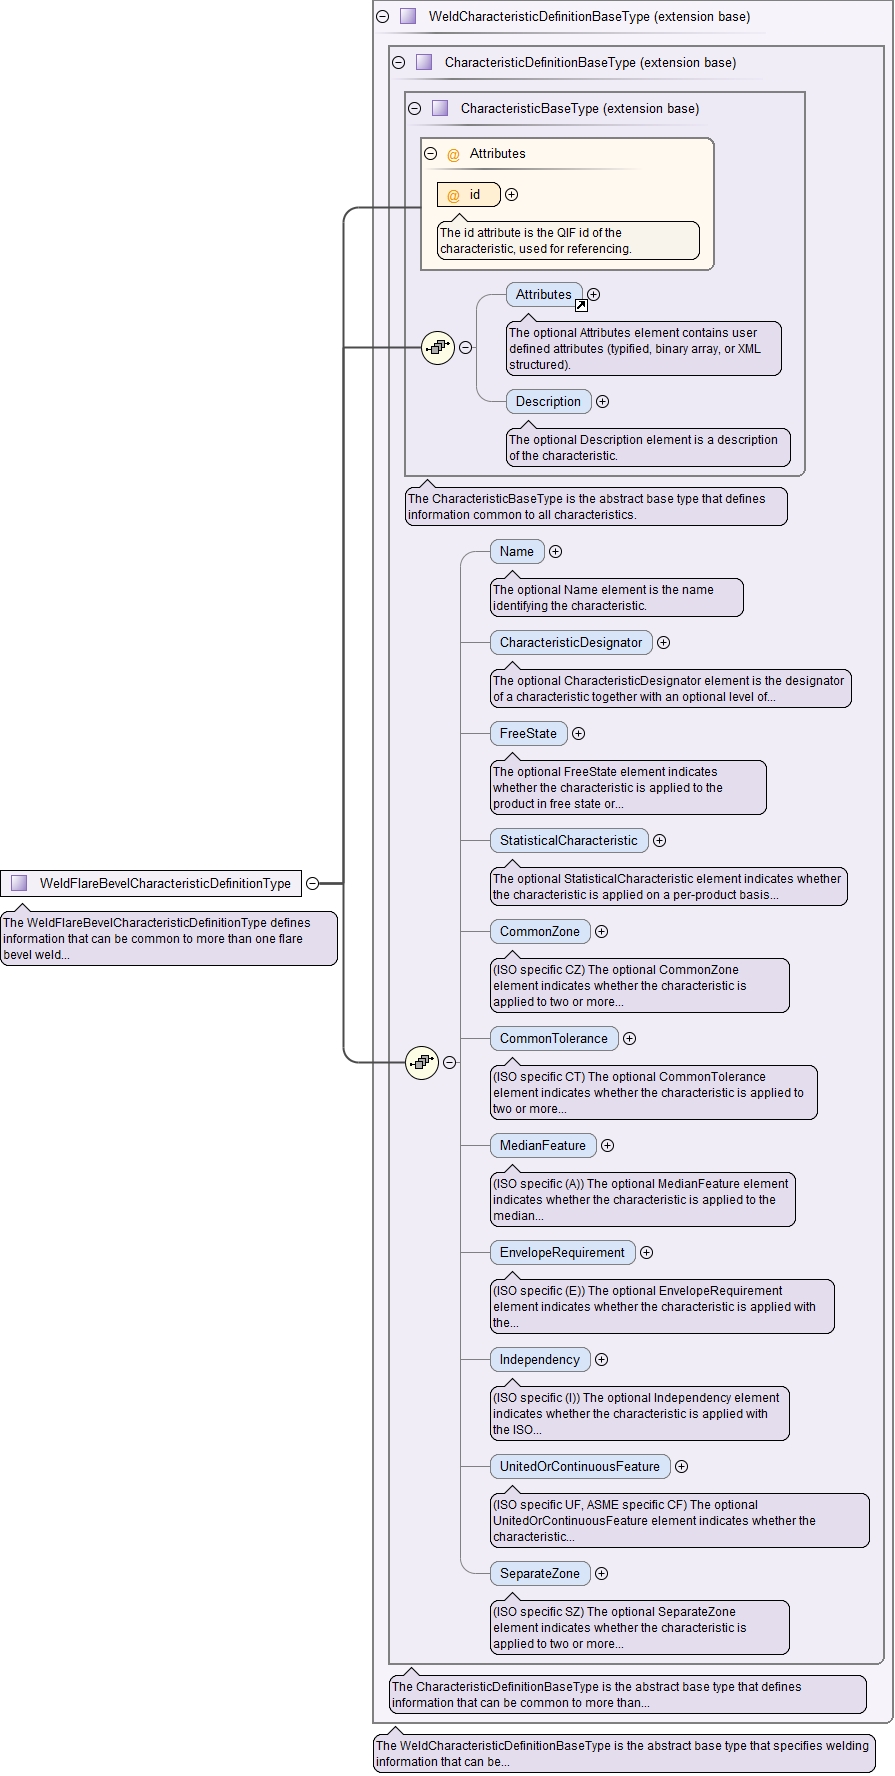 WeldCharacteristicDefinitionBaseType (extension base)
CharacteristicDefinitionBaseType (extension base)
CharacteristicBaseType (extension base)
@ Attributes
@ id
The id attribute is the QIF id of the
characteristic, used for referencing.
Attributes
The optional Attributes element contains user
defined attributes (typified, binary array, or XML
structured).
Description
The optional Description element is a description
of the characteristic.
The CharacteristicBaseType is the abstract base type that defines
information common to all characteristics.
Name
The optional Name element is the name
identifying the characteristic.
CharacteristicDesignator
The optional CharacteristicDesignator element is the designator
of a characteristic together with an optional level of...
FreeState
The optional FreeState element indicates
whether the characteristic is applied to the
product in free state or...
StatisticalCharacteristic
The optional StatisticalCharacteristic element indicates whether
the characteristic is applied on a per-product basis...
WeldFlareBevelCharacteristicDefinitionType
The WeldFlareBevelCharacteristicDefinitionType defines
information that can be common to more than one flare
bevel weld...
CommonZone
(ISO specific CZ) The optional CommonZone
element indicates whether the characteristic is
applied to two or more...
CommonTolerance
(ISO specific CT) The optional CommonTolerance
element indicates whether the characteristic is applied to
two or more...
MedianFeature
(ISO specific (A)) The optional MedianFeature element
indicates whether the characteristic is applied to the
median...
EnvelopeRequirement
(ISO specific (E)) The optional EnvelopeRequirement
element indicates whether the characteristic is applied with
the...
Independency
(ISO specific (I)) The optional Independency element
indicates whether the characteristic is applied with
the ISO...
UnitedOrContinuousFeature
(ISO specific UF, ASME specific CF) The optional
UnitedOrContinuousFeature element indicates whether the
characteristic...
SeparateZone
(ISO specific SZ) The optional SeparateZone
element indicates whether the characteristic is
applied to two or more...
The CharacteristicDefinitionBaseType is the abstract base type that defines
information that can be common to more than...
The WeldCharacteristicDefinitionBaseType is the abstract base type that specifies welding
information that can be...